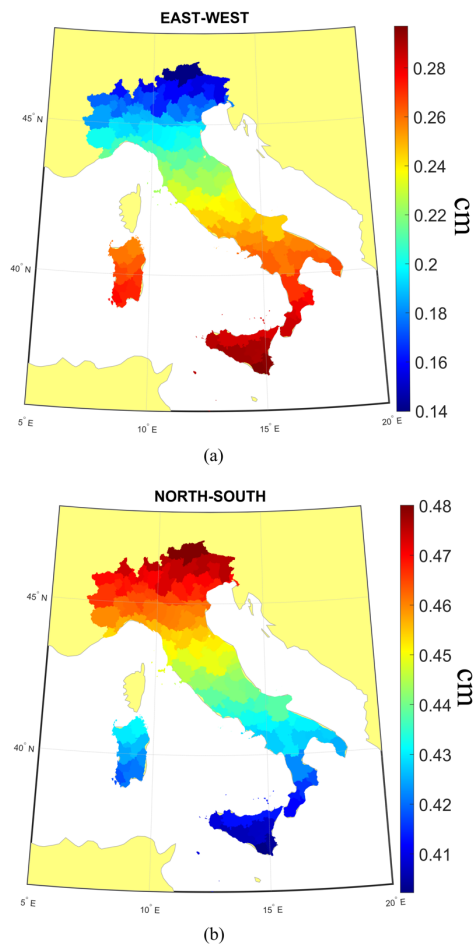 EAST-WEST
45° N
40° N
5° E
10° E
15° E
20° E
0.28
0.26
0.24
0.22
0.2
0.18
0.16
0.14
cm
(a)
NORTH-SOUTH
45° N
40° N
5° E
10° E
15° E
20° E
0.48
0.47
0.46
0.45
0.44
0.43
0.42
0.41
cm
(b)